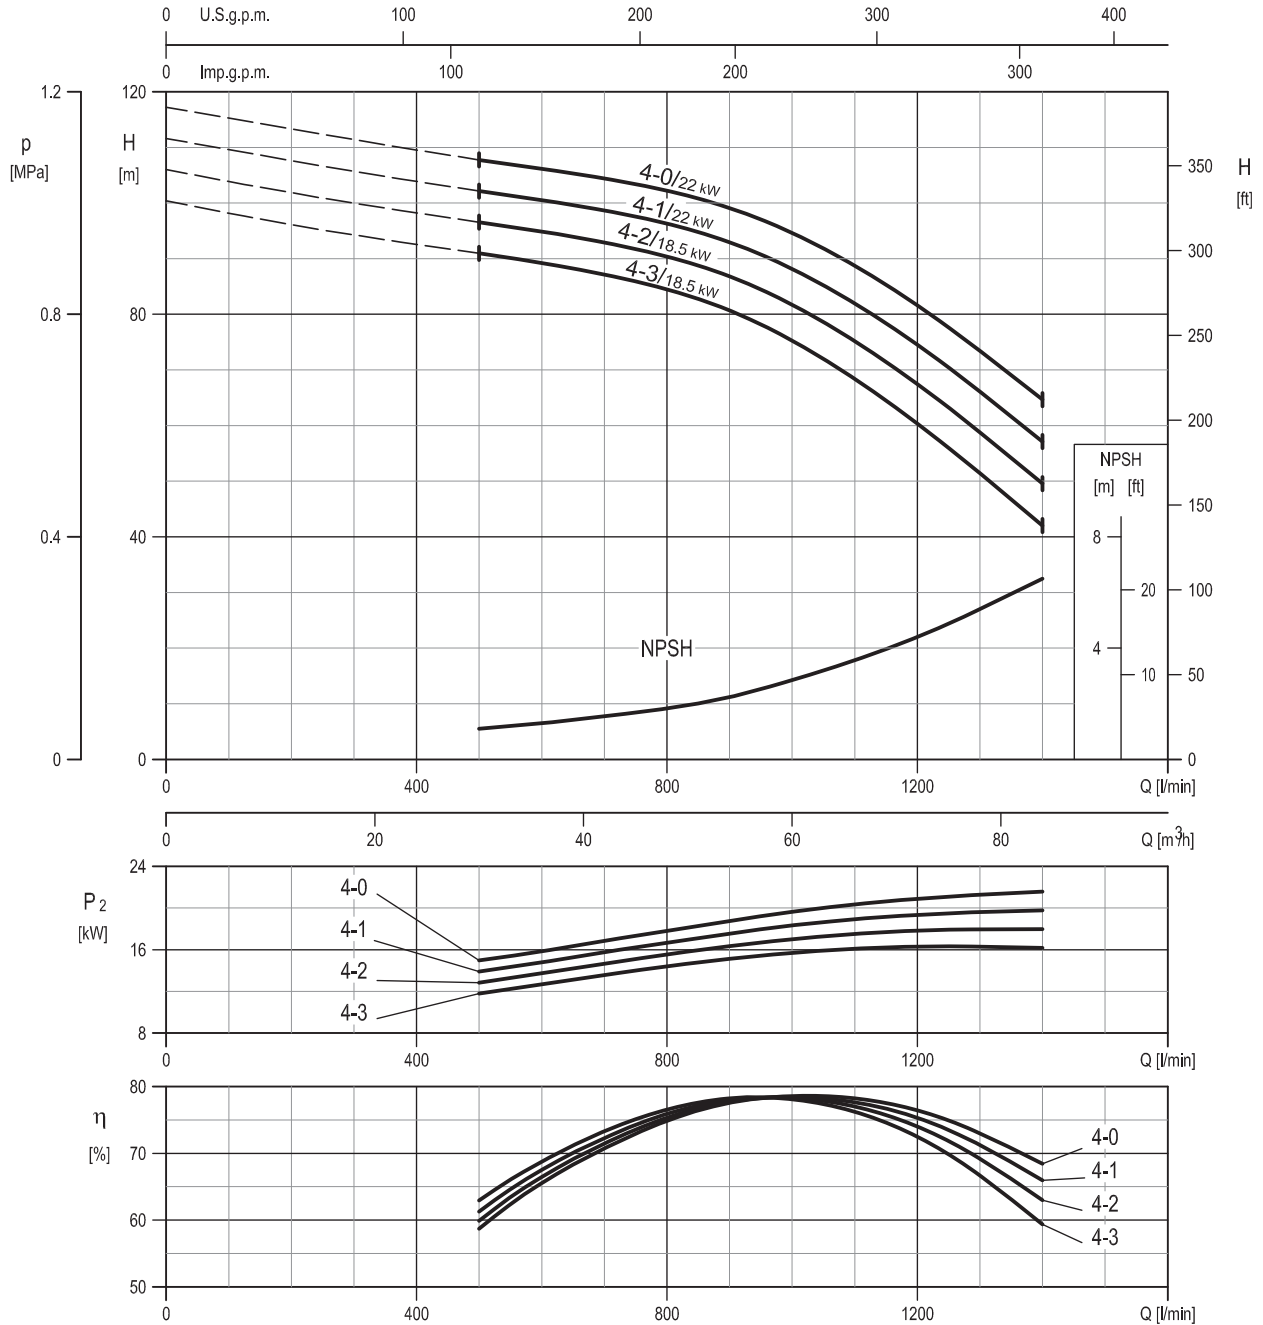 0 U.S.g.p.m. 100 200 300 400
0 Imp.g.p.m. 100 200 300
1.2 120
p H
[MPa] [m]
350 H
[ft]
4-0/22 kW
4-1/22 kW
4-2/18.5 kW
4-3/18.5 kW
300
0.8 80
250
200
NPSH
[m] [ft]
150
0.4 40 8
20 100
NPSH 4
10 50
0 0 0
0 400 800 1200 Q [l/min]
0 20 40 60 80 Q [m³/h]
24
4-0
P2
[kW]
4-1
16
4-2
4-3
8
0 400 800 1200 Q [l/min]
80
η
[%]
70
4-0
4-1
4-2
60
4-3
50
0 400 800 1200 Q [l/min]